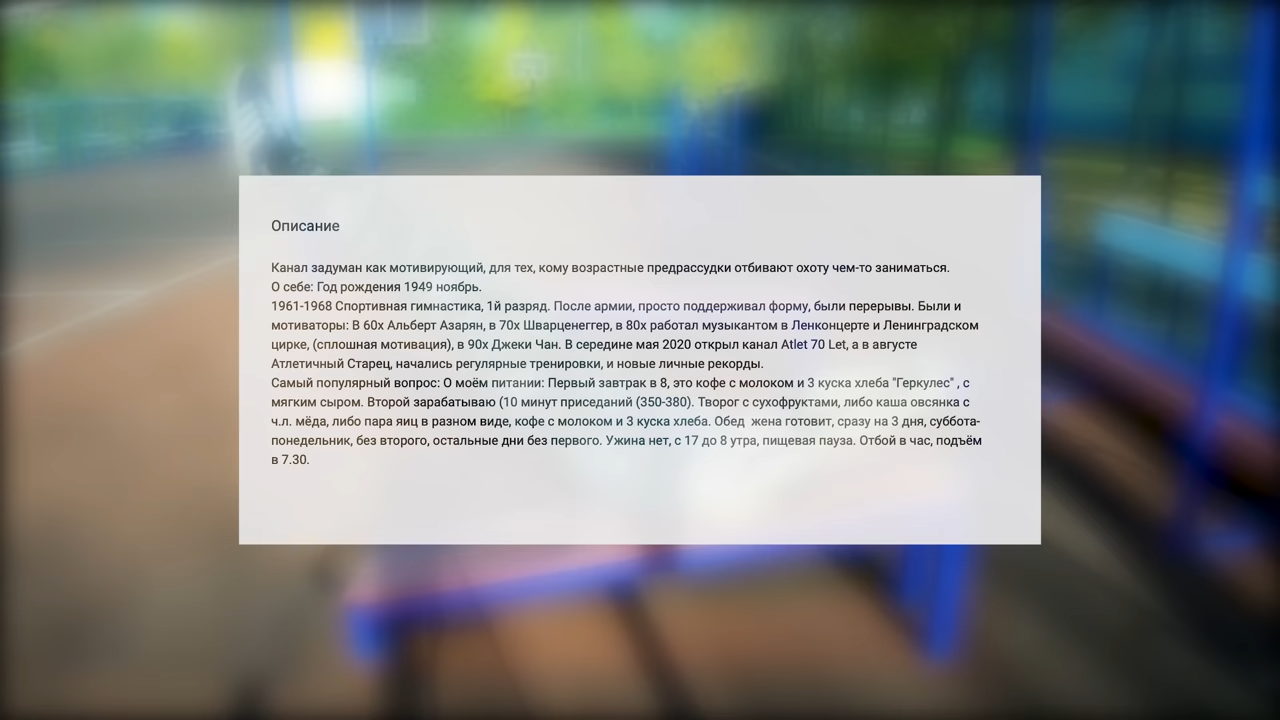 Описание
Канал задуман как мотивирующий, для тех, кому возрастные предрассудки отбивают охоту чем-то заниматься.
О себе: Год рождения 1949 ноябрь.
1961-1968 Спортивная гимнастика, 1й разряд. После армии, просто поддерживал форму, были перерывы. Были и
мотиваторы: В 60х Альберт Азарян, в 70х Шварценеггер, в 80х работал музыкантом в Ленконцерте и Ленинградском
цирке, (сплошная мотивация), в 90х Джеки Чан. В середине мая 2020 открыл канал Atlet 70 Let, а в августе
Атлетичный Старец, начались регулярные тренировки, и новые личные рекорды.
Самый популярный вопрос: О моём питании: Первый завтрак в 8, это кофе с молоком и 3 куска хлеба "Геркулес" , с
мягким сыром. Второй зарабатываю (10 минут приседаний (350-380). Творог с сухофруктами, либо каша овсянка с
ч.л. мёда, либо пара яиц в разном виде, кофе с молоком и 3 куска хлеба. Обед  жена готовит, сразу на 3 дня, суббота-
понедельник, без второго, остальные дни без первого. Ужина нет, с 17 до 8 утра, пищевая пауза. Отбой в час, подъём
в 7.30.